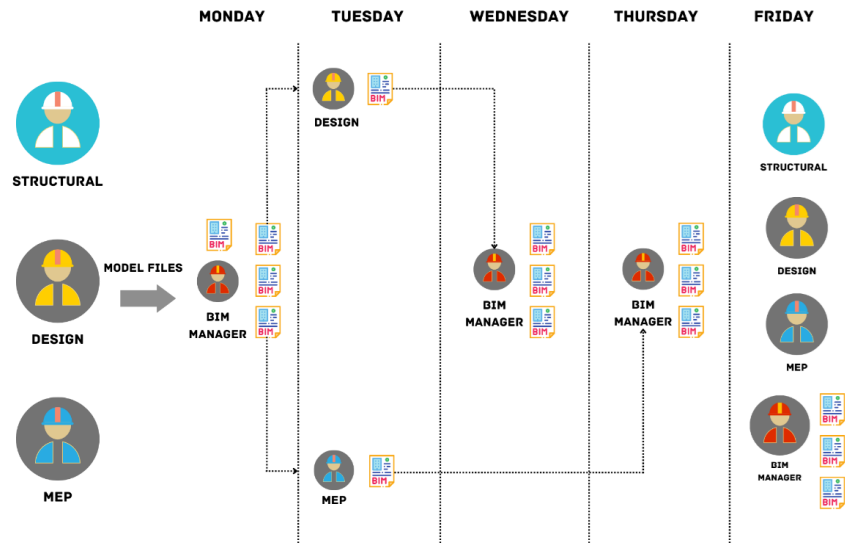 MONDAY
TUESDAY
WEDNESDAY
THURSDAY
FRIDAY
STRUCTURAL
DESIGN
MEP
MODEL FILES
BIM
BIM
BIM
BIM
BIM
MANAGER
DESIGN
BIM
MEP
BIM
BIM
BIM
BIM
BIM
MANAGER
BIM
BIM
BIM
BIM
MANAGER
STRUCTURAL
DESIGN
MEP
BIM
MANAGER
BIM
BIM
BIM